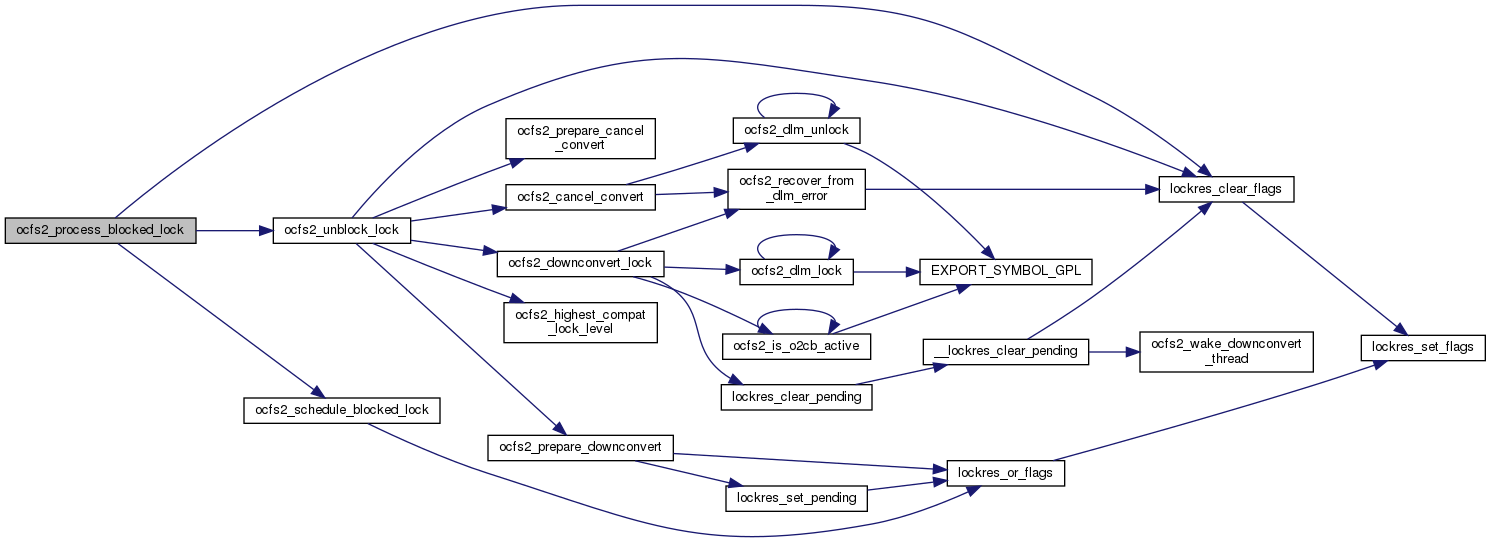 ocfs2_process_blocked_lock
ocfs2_unblock_lock
ocfs2_schedule_blocked_lock
ocfs2_prepare_cancel
_convert
ocfs2_cancel_convert
ocfs2_downconvert_lock
ocfs2_highest_compat
_lock_level
ocfs2_prepare_downconvert
ocfs2_dlm_unlock
ocfs2_recover_from
_dlm_error
ocfs2_dlm_lock
ocfs2_is_o2cb_active
lockres_clear_pending
lockres_set_pending
EXPORT_SYMBOL_GPL
__lockres_clear_pending
lockres_or_flags
lockres_clear_flags
ocfs2_wake_downconvert
_thread
lockres_set_flags